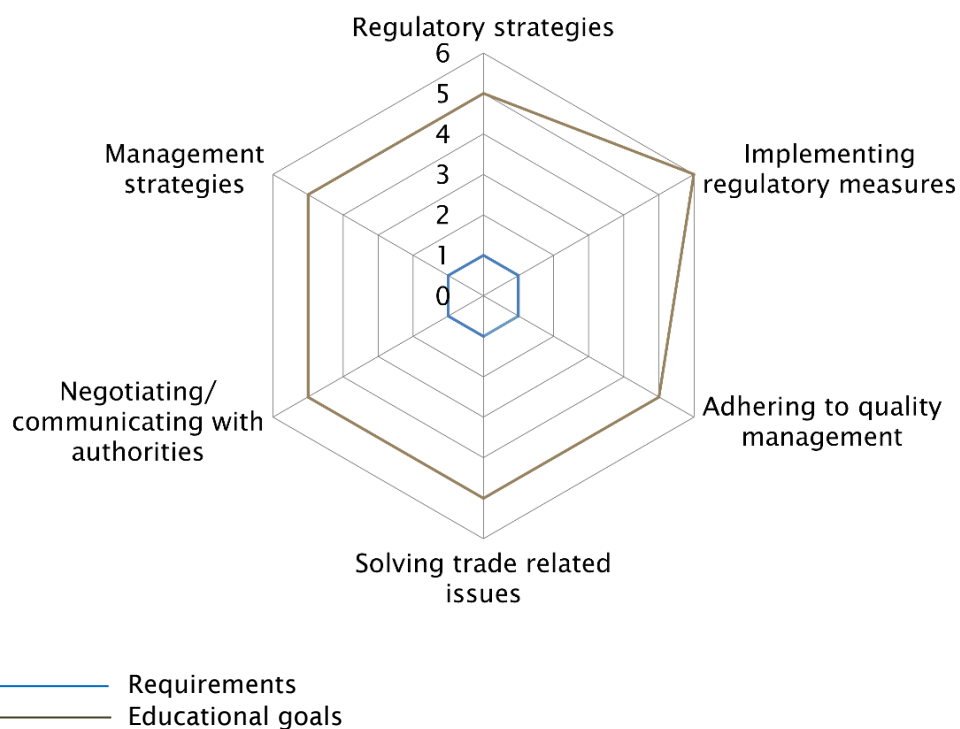 Regulatory strategies
6
5
4
3
2
1
0
Implementing
regulatory measures
Adhering to quality
management
Solving trade related
issues
Negotiating/
communicating with
authorities
Management
strategies
Requirements
Educational goals